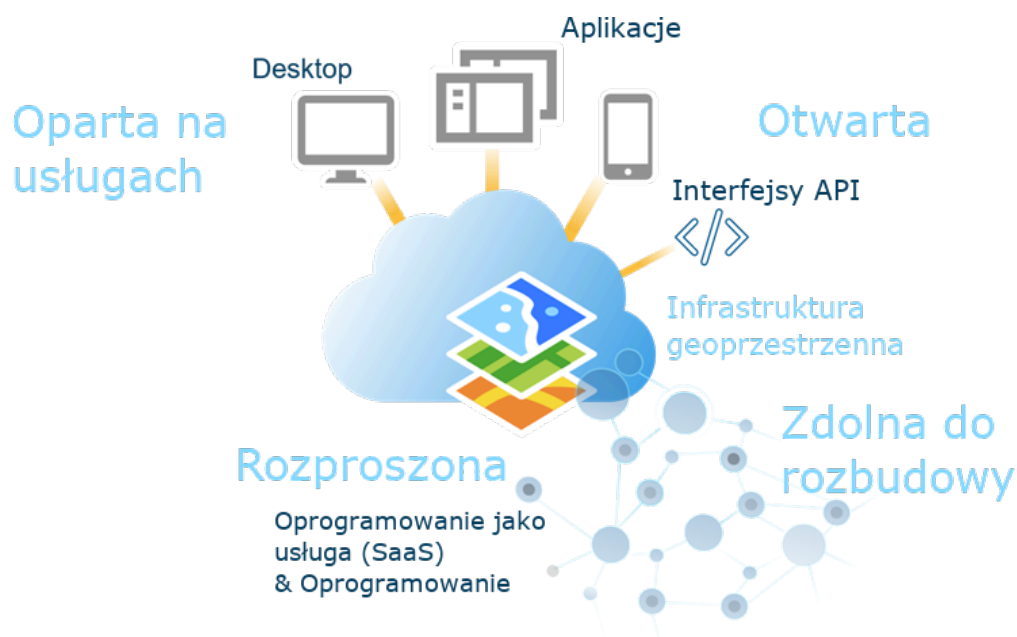 Aplikacje
Desktop
Oparta na
usługach
Otwarta
Interfejsy API
</>
Infrastruktura
geoprzestrzenna
Zdolna do
rozbudowy
Rozproszona
Oprogramowanie jako
usługa (SaaS)
& Oprogramowanie